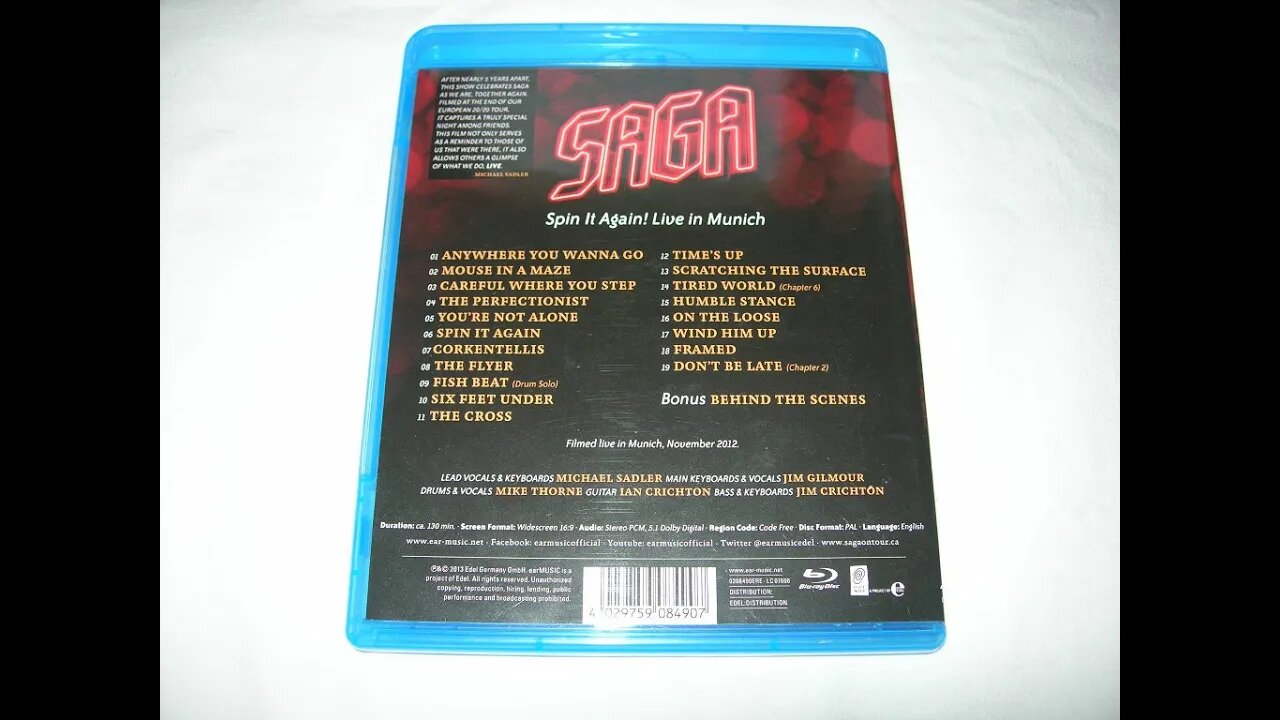 AFTER NEARLY 5 YEARS APART,
THIS SHOW CELEBRATES SAGA
AS WE ARE, TOGETHER AGAIN.
FILMED AT THE END OF OUR
EUROPEAN 20/20 TOUR,
IT CAPTURES A TRULY SPECIAL
NIGHT AMONG FRIENDS.
THIS FILM NOT ONLY SERVES
AS A REMINDER TO THOSE OF
US THAT WERE THERE, IT ALSO
ALLOWS OTHERS A GLIMPSE
OF WHAT WE DO, LIVE.
MICHAEL SADLER
SAGA
Spin It Again! Live in Munich
01 ANYWHERE YOU WANNA GO
02 MOUSE IN A MAZE
03 CAREFUL WHERE YOU STEP
04 THE PERFECTIONIST
05 YOU'RE NOT ALONE
06 SPIN IT AGAIN
07 CORKENTELLIS
08 THE FLYER
09 FISH BEAT (Drum Solo)
10 SIX FEET UNDER
11 THE CROSS
12 TIME'S UP
13 SCRATCHING THE SURFACE
14 TIRED WORLD (Chapter 6)
15 HUMBLE STANCE
16 ON THE LOOSE
17 WIND HIM UP
18 FRAMED
19 DON'T BE LATE (Chapter 2)
Bonus BEHIND THE SCENES
Filmed live in Munich, November 2012.
LEAD VOCALS & KEYBOARDS MICHAEL SADLER MAIN KEYBOARDS & VOCALS JIM GILMOUR
DRUMS & VOCALS MIKE THORNE GUITAR IAN CRICHTON BASS & KEYBOARDS JIM CRICHTON
Duration: ca. 130 min. · Screen Format: Widescreen 16:9 · Audio: Stereo PCM, 5.1 Dolby Digital · Region Code: Code Free · Disc Format: PAL · Language: English
www.ear-music.net · Facebook: earmusicofficial · Youtube: earmusicofficial · Twitter @earmusicedel · www.sagaontour.ca
℗&© 2013 Edel Germany GmbH. earMUSIC is a
project of Edel. All rights reserved. Unauthorized
copying, reproduction, hiring, lending, public
performance and broadcasting prohibited.
4 029759 084907
www.ear-music.net
0208490ERE · LC 01666
DISTRIBUTION:
EDEL:DISTRIBUTION
Blu-ray Disc